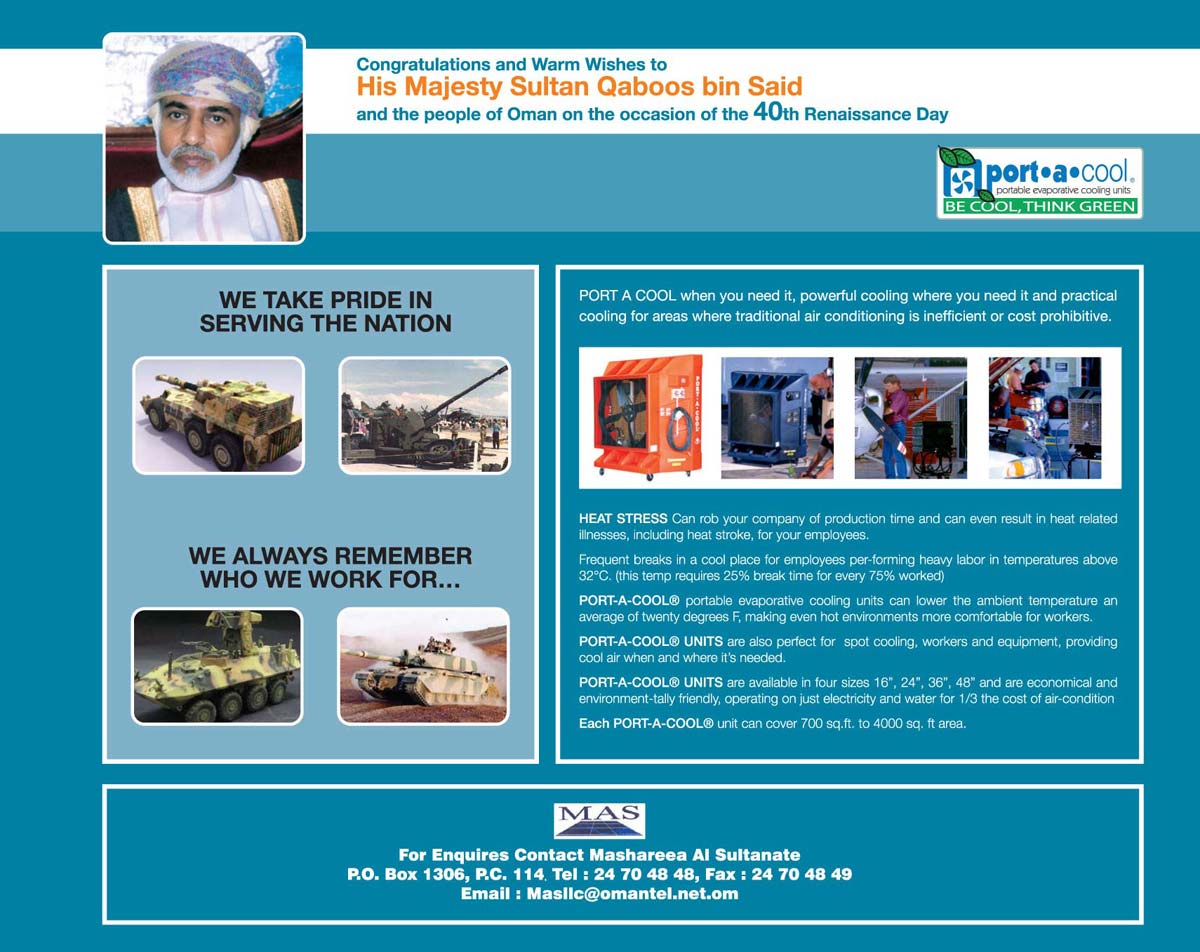 Congratulations and Warm Wishes to
His Majesty Sultan Qaboos bin Said
and the people of Oman on the occasion of the 40th Renaissance Day
port•a•cool®
portable evaporative cooling units
BE COOL, THINK GREEN
WE TAKE PRIDE IN
SERVING THE NATION
WE ALWAYS REMEMBER
WHO WE WORK FOR...
PORT A COOL when you need it, powerful cooling where you need it and practical
cooling for areas where traditional air conditioning is inefficient or cost prohibitive.
PORT-A-COOL
HEAT STRESS Can rob your company of production time and can even result in heat related
illnesses, including heat stroke, for your employees.
Frequent breaks in a cool place for employees per-forming heavy labor in temperatures above
32°C. (this temp requires 25% break time for every 75% worked)
PORT-A-COOL® portable evaporative cooling units can lower the ambient temperature an
average of twenty degrees F, making even hot environments more comfortable for workers.
PORT-A-COOL® UNITS are also perfect for spot cooling, workers and equipment, providing
cool air when and where it's needed.
PORT-A-COOL® UNITS are available in four sizes 16", 24", 36", 48" and are economical and
environment-tally friendly, operating on just electricity and water for 1/3 the cost of air-condition
Each PORT-A-COOL® unit can cover 700 sq.ft. to 4000 sq. ft area.
MAS
For Enquires Contact Mashareea Al Sultanate
P.O. Box 1306, P.C. 114, Tel : 24 70 48 48, Fax : 24 70 48 49
Email : Masllc@omantel.net.om